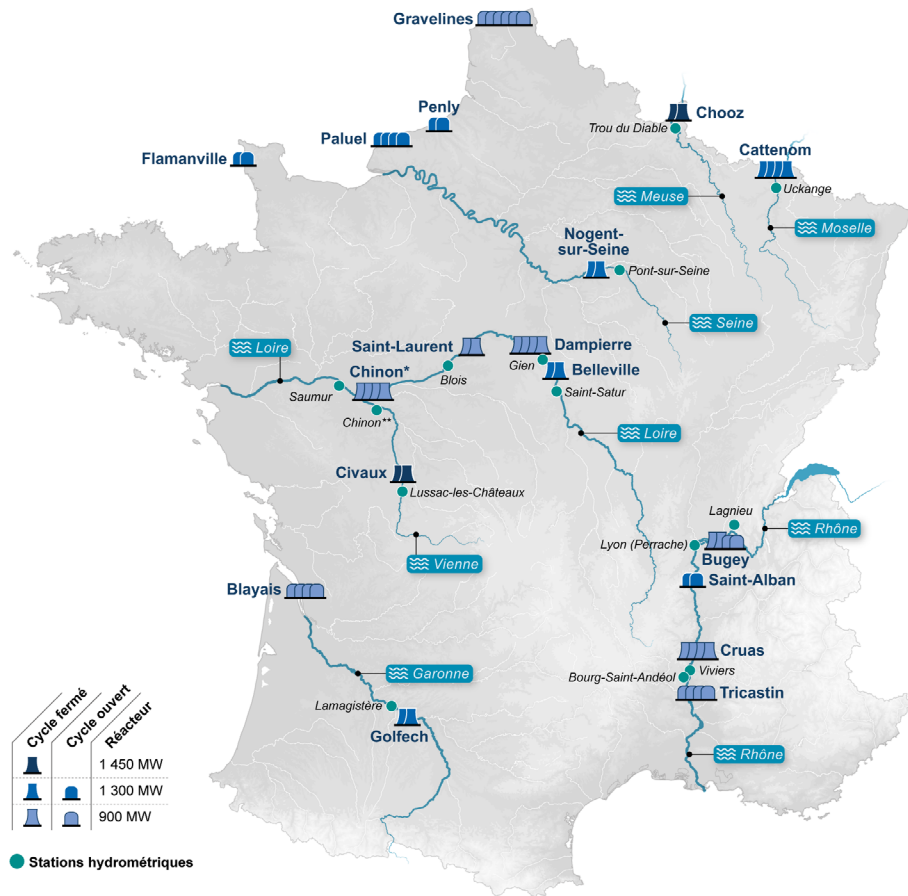 Gravelines
Penly
Chooz
Paluel
Trou du Diable
Flamanville
Cattenom
Uckange
Meuse
Moselle
Nogent-
sur-Seine
Pont-sur-Seine
Seine
Loire
Saint-Laurent
Dampierre
Chinon*
Gien
Belleville
Blois
Saumur
Saint-Satur
Chinon**
Loire
Civaux
Lussac-les-Châteaux
Lagnieu
Rhône
Lyon (Perrache)
Vienne
Bugey
Saint-Alban
Blayais
Cruas
Garonne
Viviers
Bourg-Saint-Andéol
Tricastin
Lamagistère
Golfech
Rhône
Cycle fermé
Cycle ouvert
Réacteur
1 450 MW
1 300 MW
900 MW
Stations hydrométriques